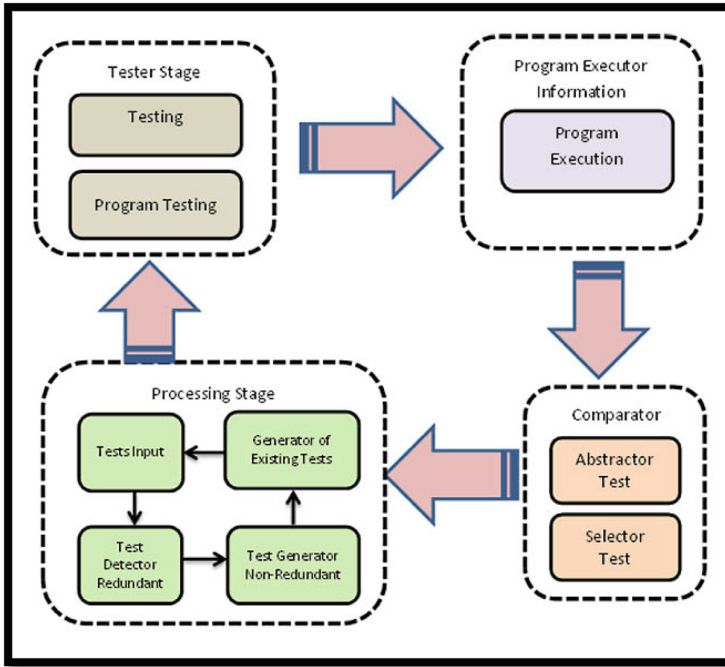 Tester Stage
Testing
Program Testing
Program Executor
Information
Program
Execution
Comparator
Abstractor
Test
Selector
Test
Processing Stage
Tests Input
Generator of
Existing Tests
Test
Detector
Redundant
Test Generator
Non-Redundant